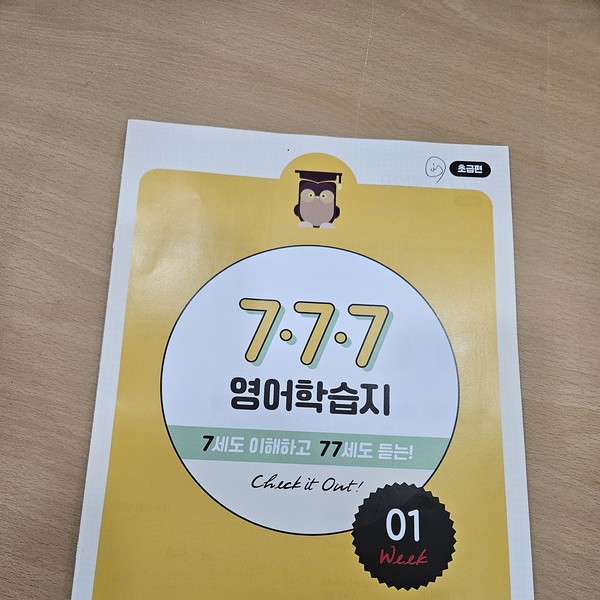 초급편
7·7·7
영어학습지
7세도 이해하고 77세도 듣는!
Check it Out!
01
Week